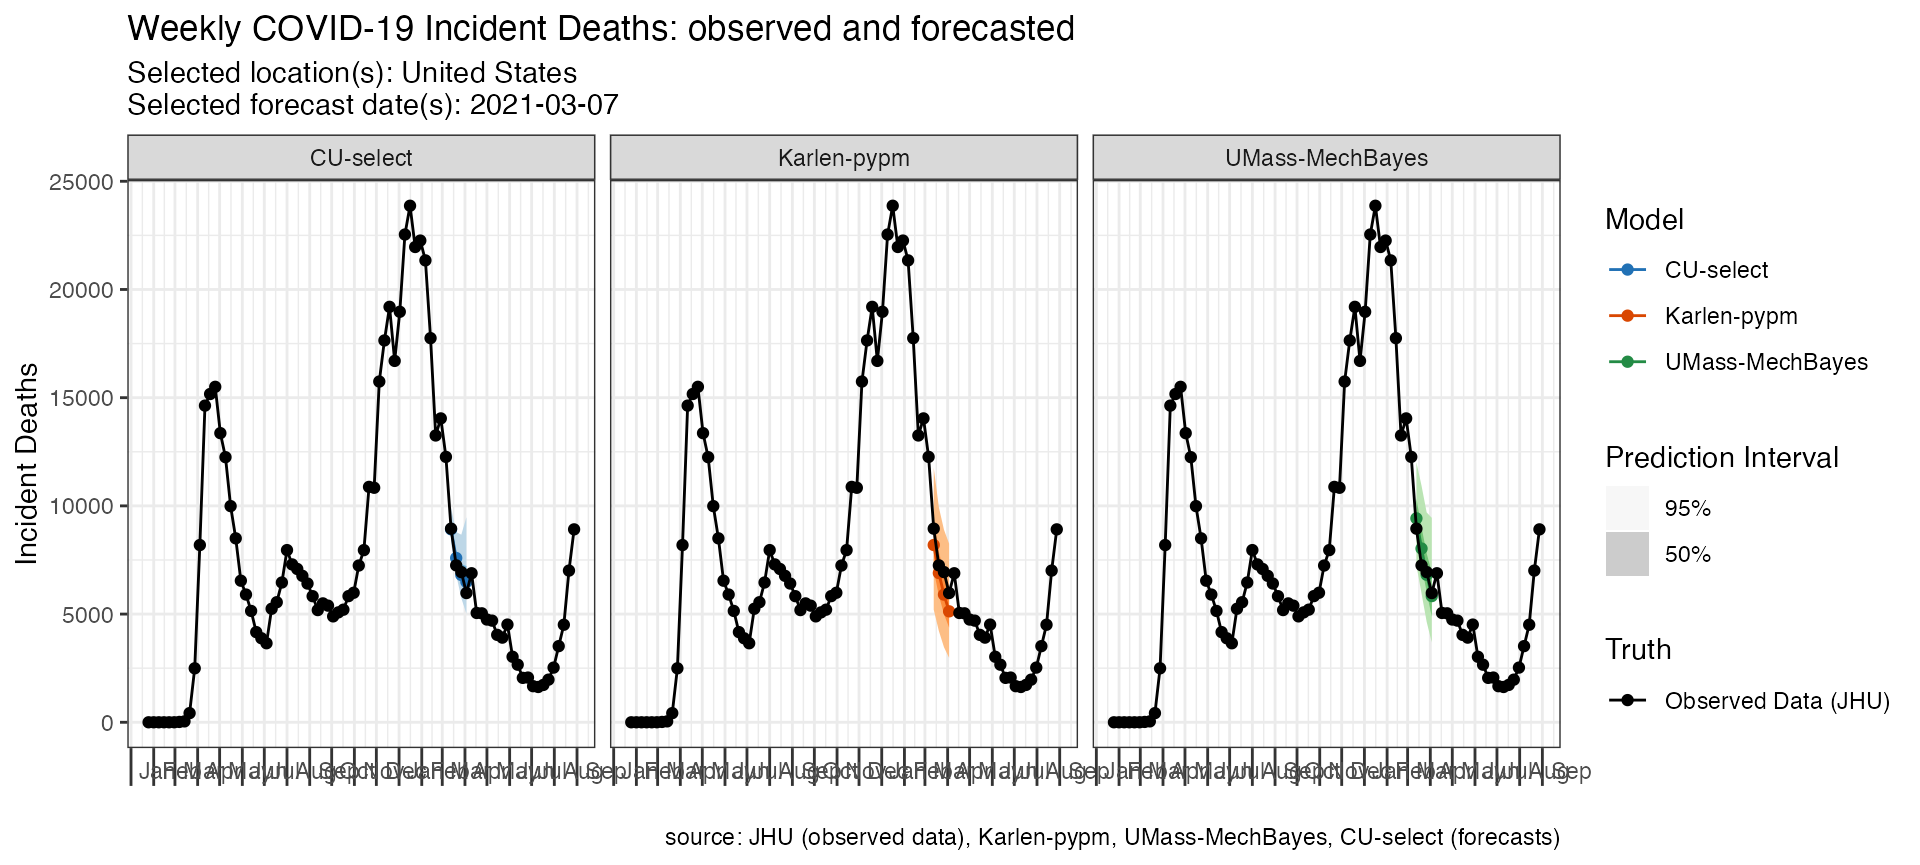 Weekly COVID-19 Incident Deaths: observed and forecasted
Selected location(s): United States
Selected forecast date(s): 2021-03-07
CU-select
Karlen-pypm
UMass-MechBayes
25000
20000
15000
10000
5000
0
Incident Deaths
Model
CU-select
Karlen-pypm
UMass-MechBayes
Prediction Interval
95%
50%
Truth
Observed Data (JHU)
source: JHU (observed data), Karlen-pypm, UMass-MechBayes, CU-select (forecasts)